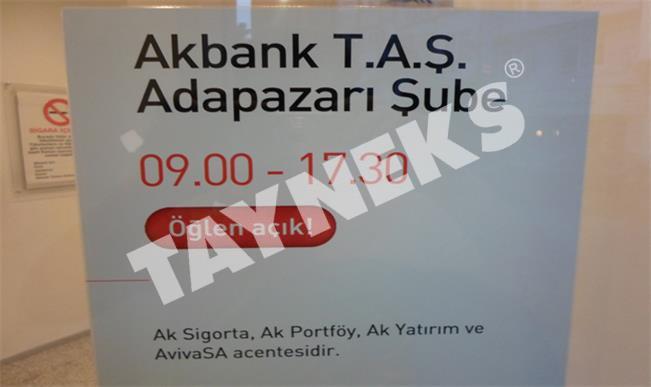 Akbank T.A.Ş.
Adapazarı Şube
09.00 - 17.30
Öğlen açık!
TAYNEKS®
Ak Sigorta, Ak Portföy, Ak Yatırım ve
AvivaSA acentesidir.